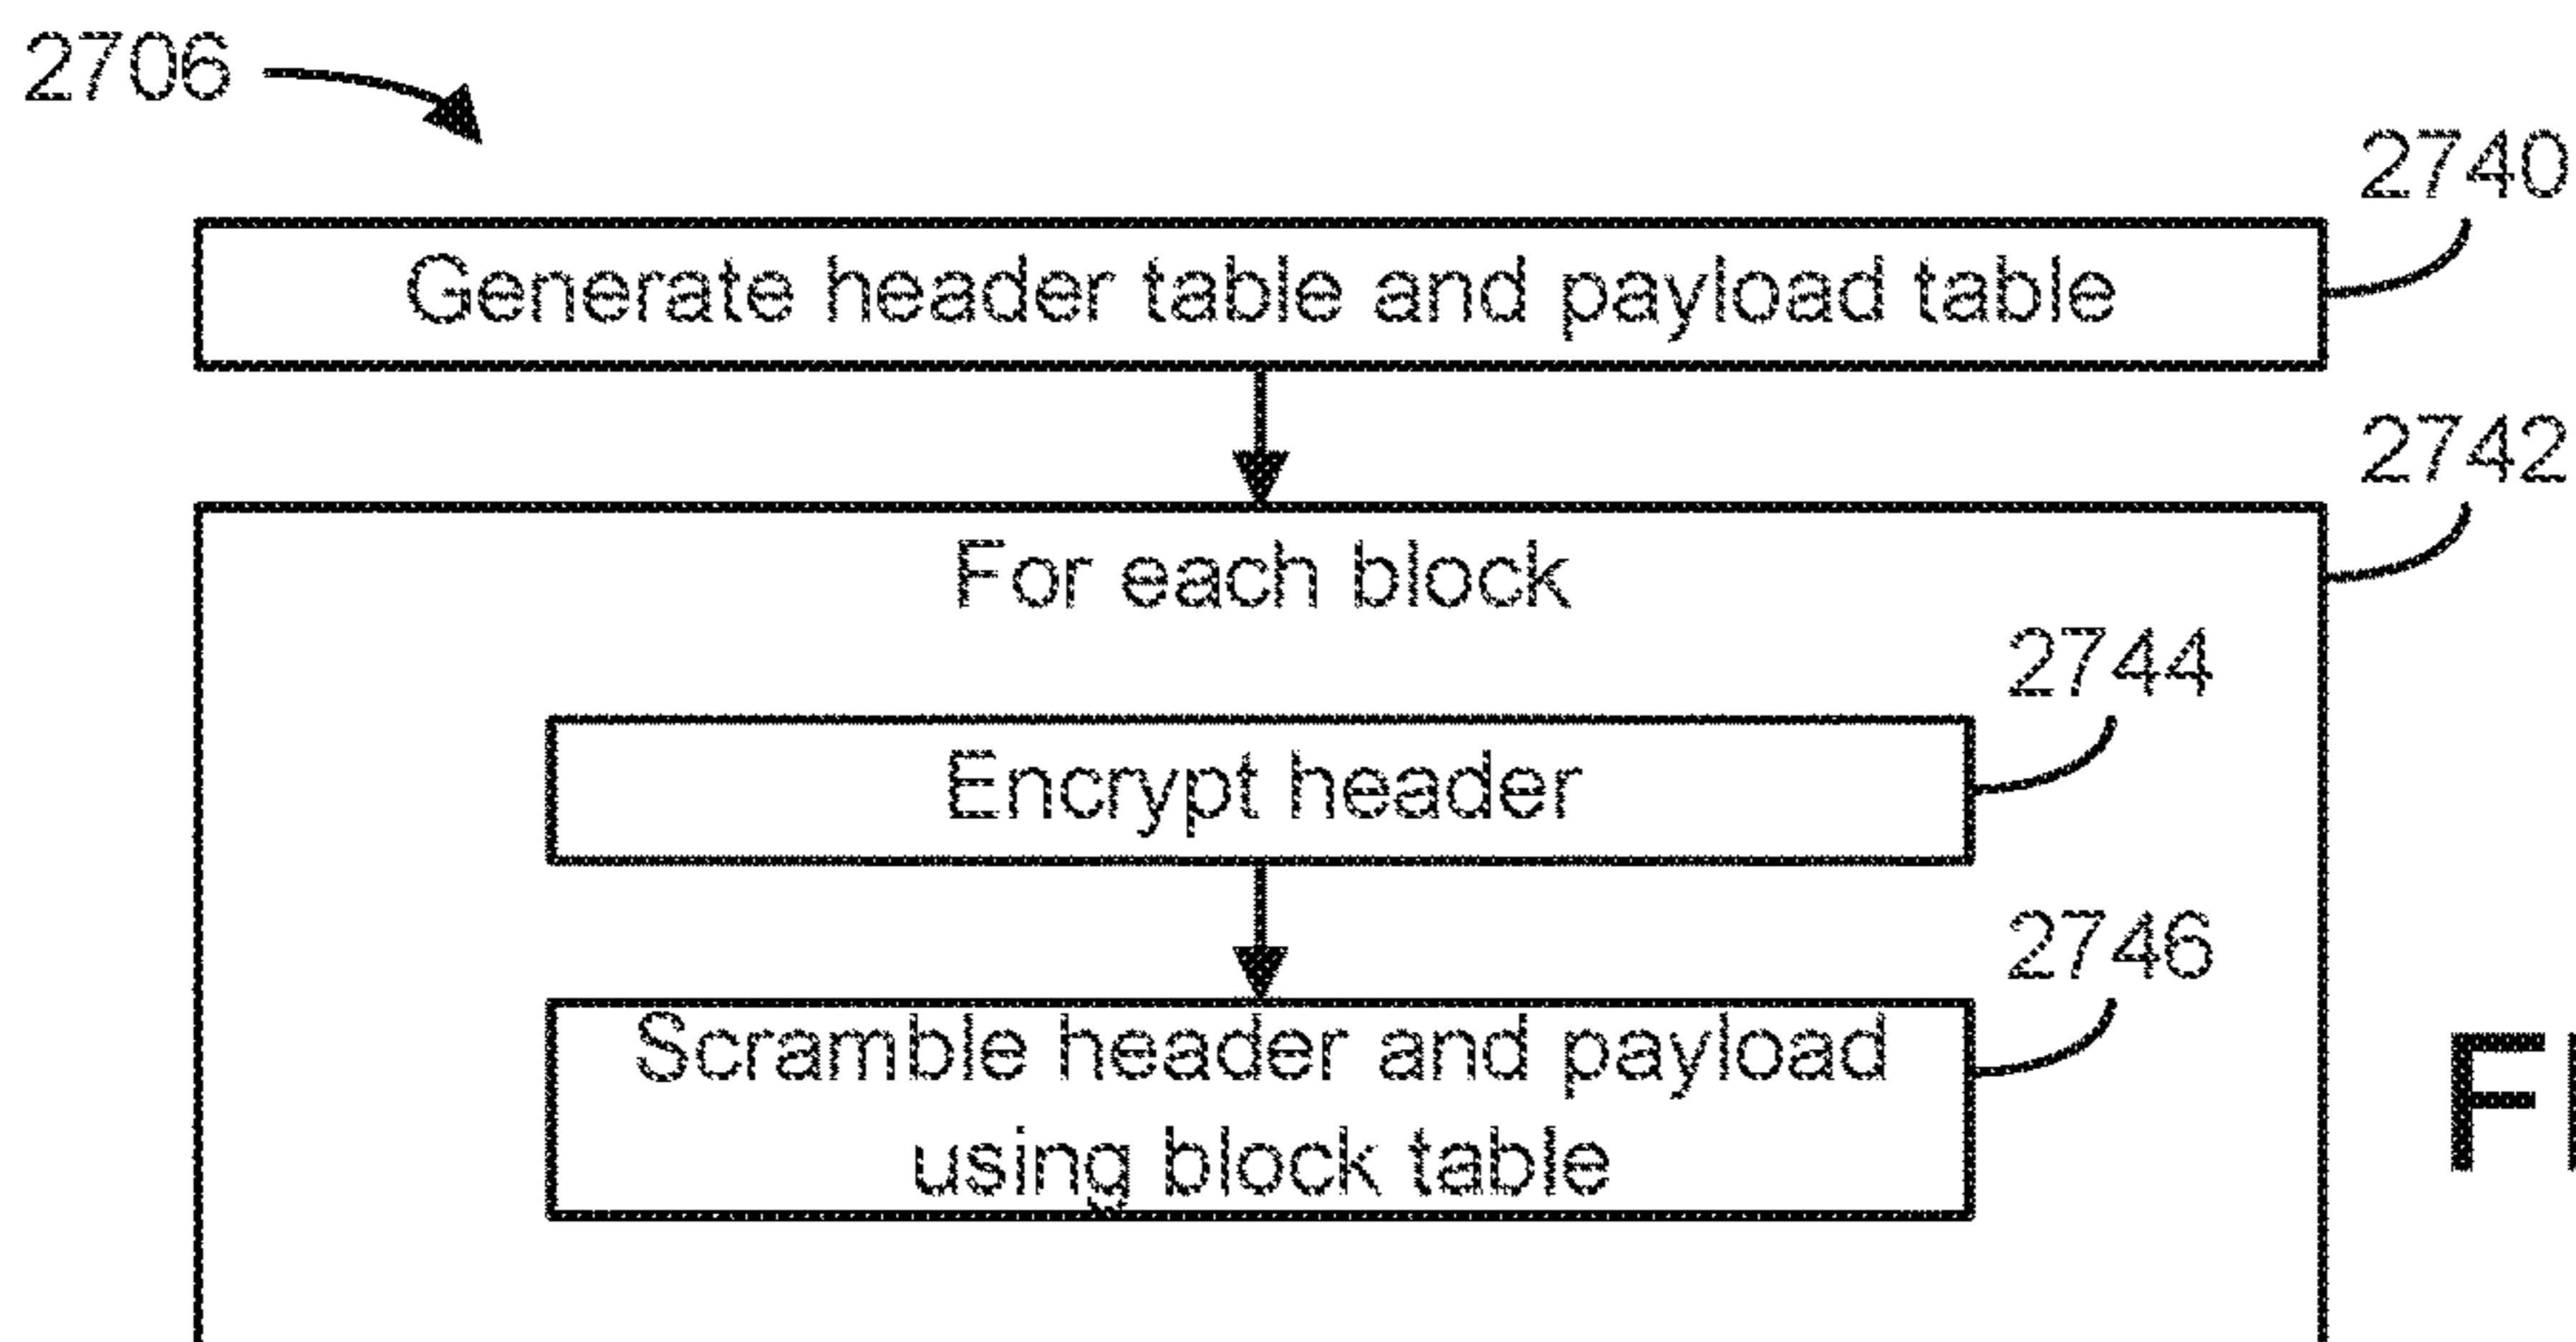 2706
2740
Generate header table and payload table
2742
For each block
2744
Encrypt header
2746
Scramble header and payload
using block table